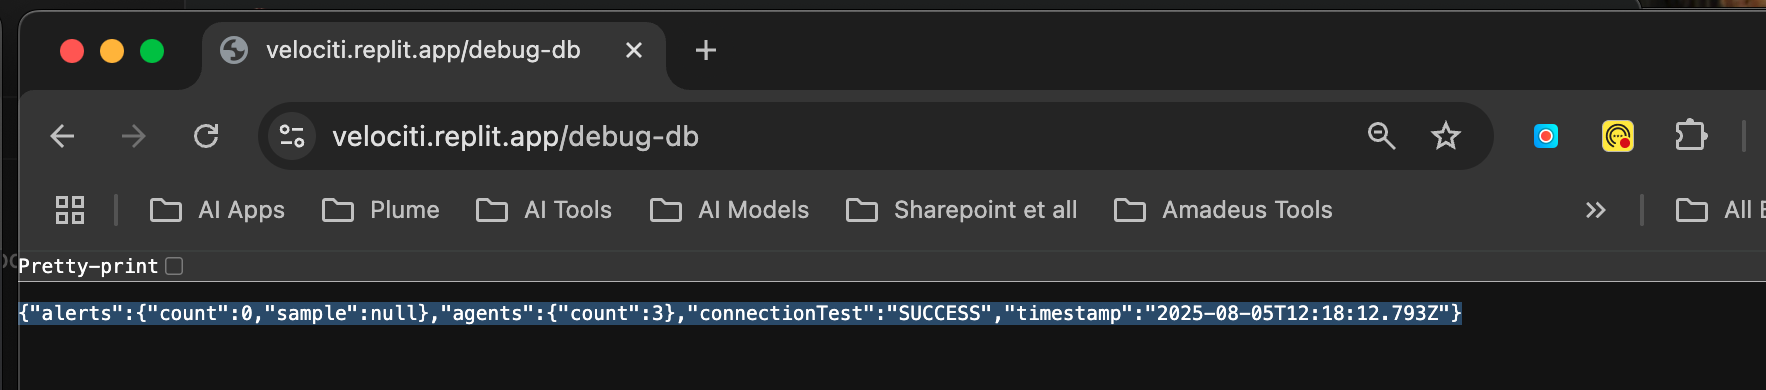 velociti.replit.app/debug-db
velociti.replit.app/debug-db
AI Apps Plume AI Tools AI Models Sharepoint et all Amadeus Tools All
Pretty-print
{"alerts":{"count":0,"sample":null},"agents":{"count":3},"connectionTest":"SUCCESS","timestamp":"2025-08-05T12:18:12.793Z"}